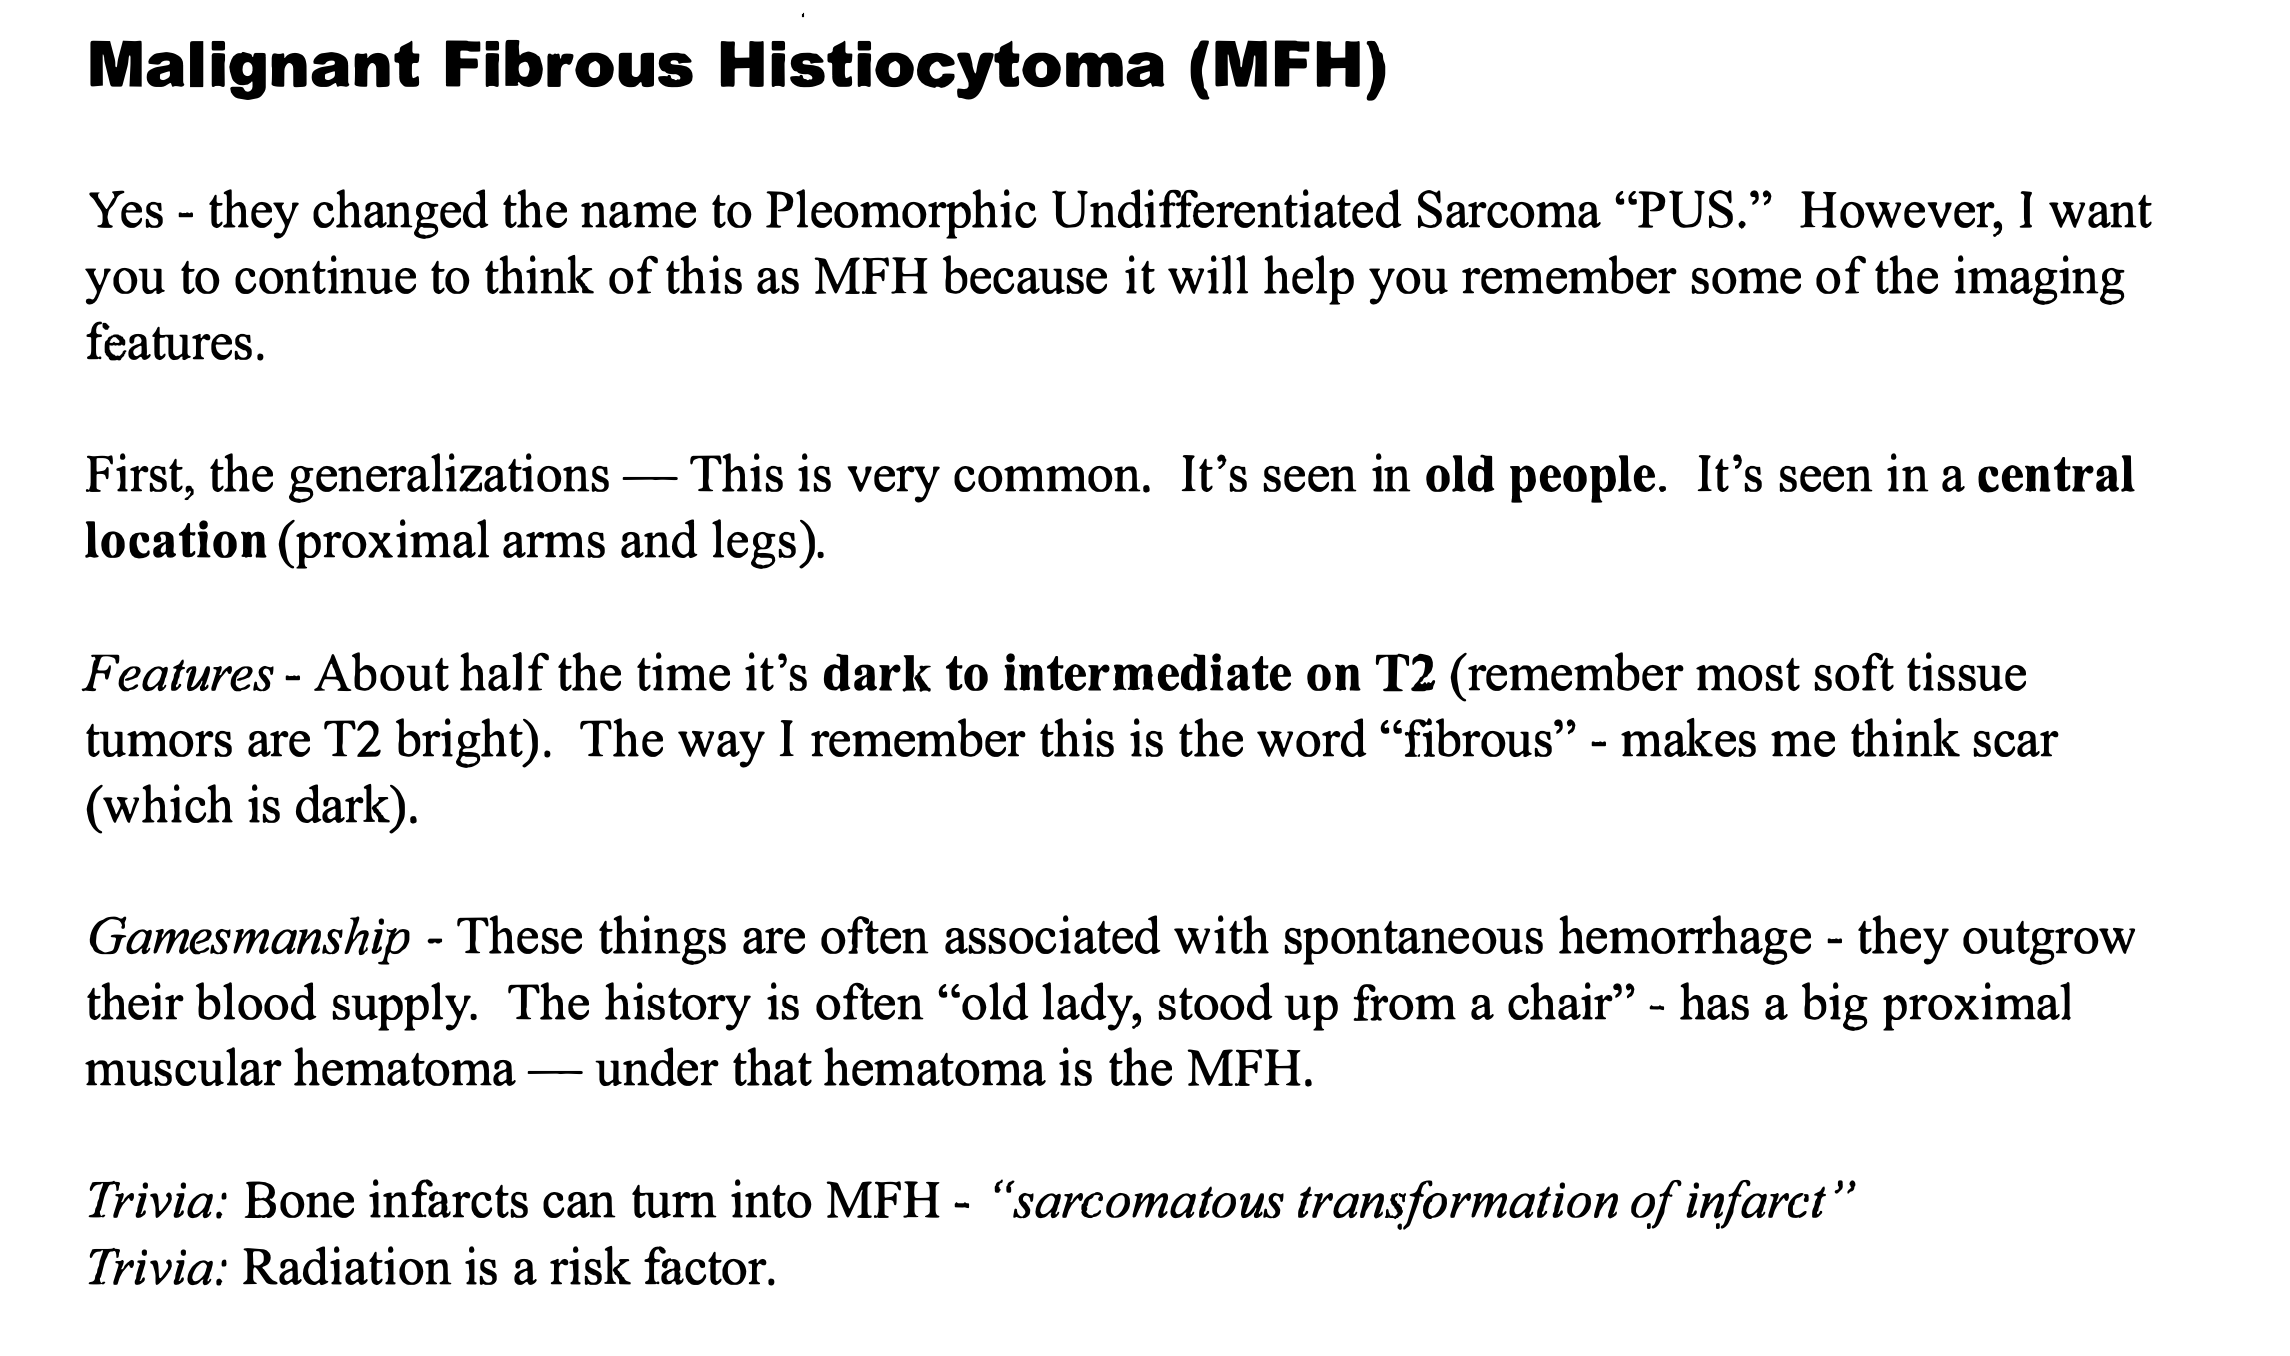 Malignant Fibrous Histiocytoma (MFH)
Yes - they changed the name to Pleomorphic Undifferentiated Sarcoma “PUS.” However, I want
you to continue to think of this as MFH because it will help you remember some of the imaging
features.
First, the generalizations — This is very common. It’s seen in old people. It’s seen in a central
location (proximal arms and legs).
Features - About half the time it’s dark to intermediate on T2 (remember most soft tissue
tumors are T2 bright). The way I remember this is the word “fibrous” - makes me think scar
(which is dark).
Gamesmanship - These things are often associated with spontaneous hemorrhage - they outgrow
their blood supply. The history is often “old lady, stood up from a chair” - has a big proximal
muscular hematoma — under that hematoma is the MFH.
Trivia: Bone infarcts can turn into MFH - “sarcomatous transformation of infarct”
Trivia: Radiation is a risk factor.